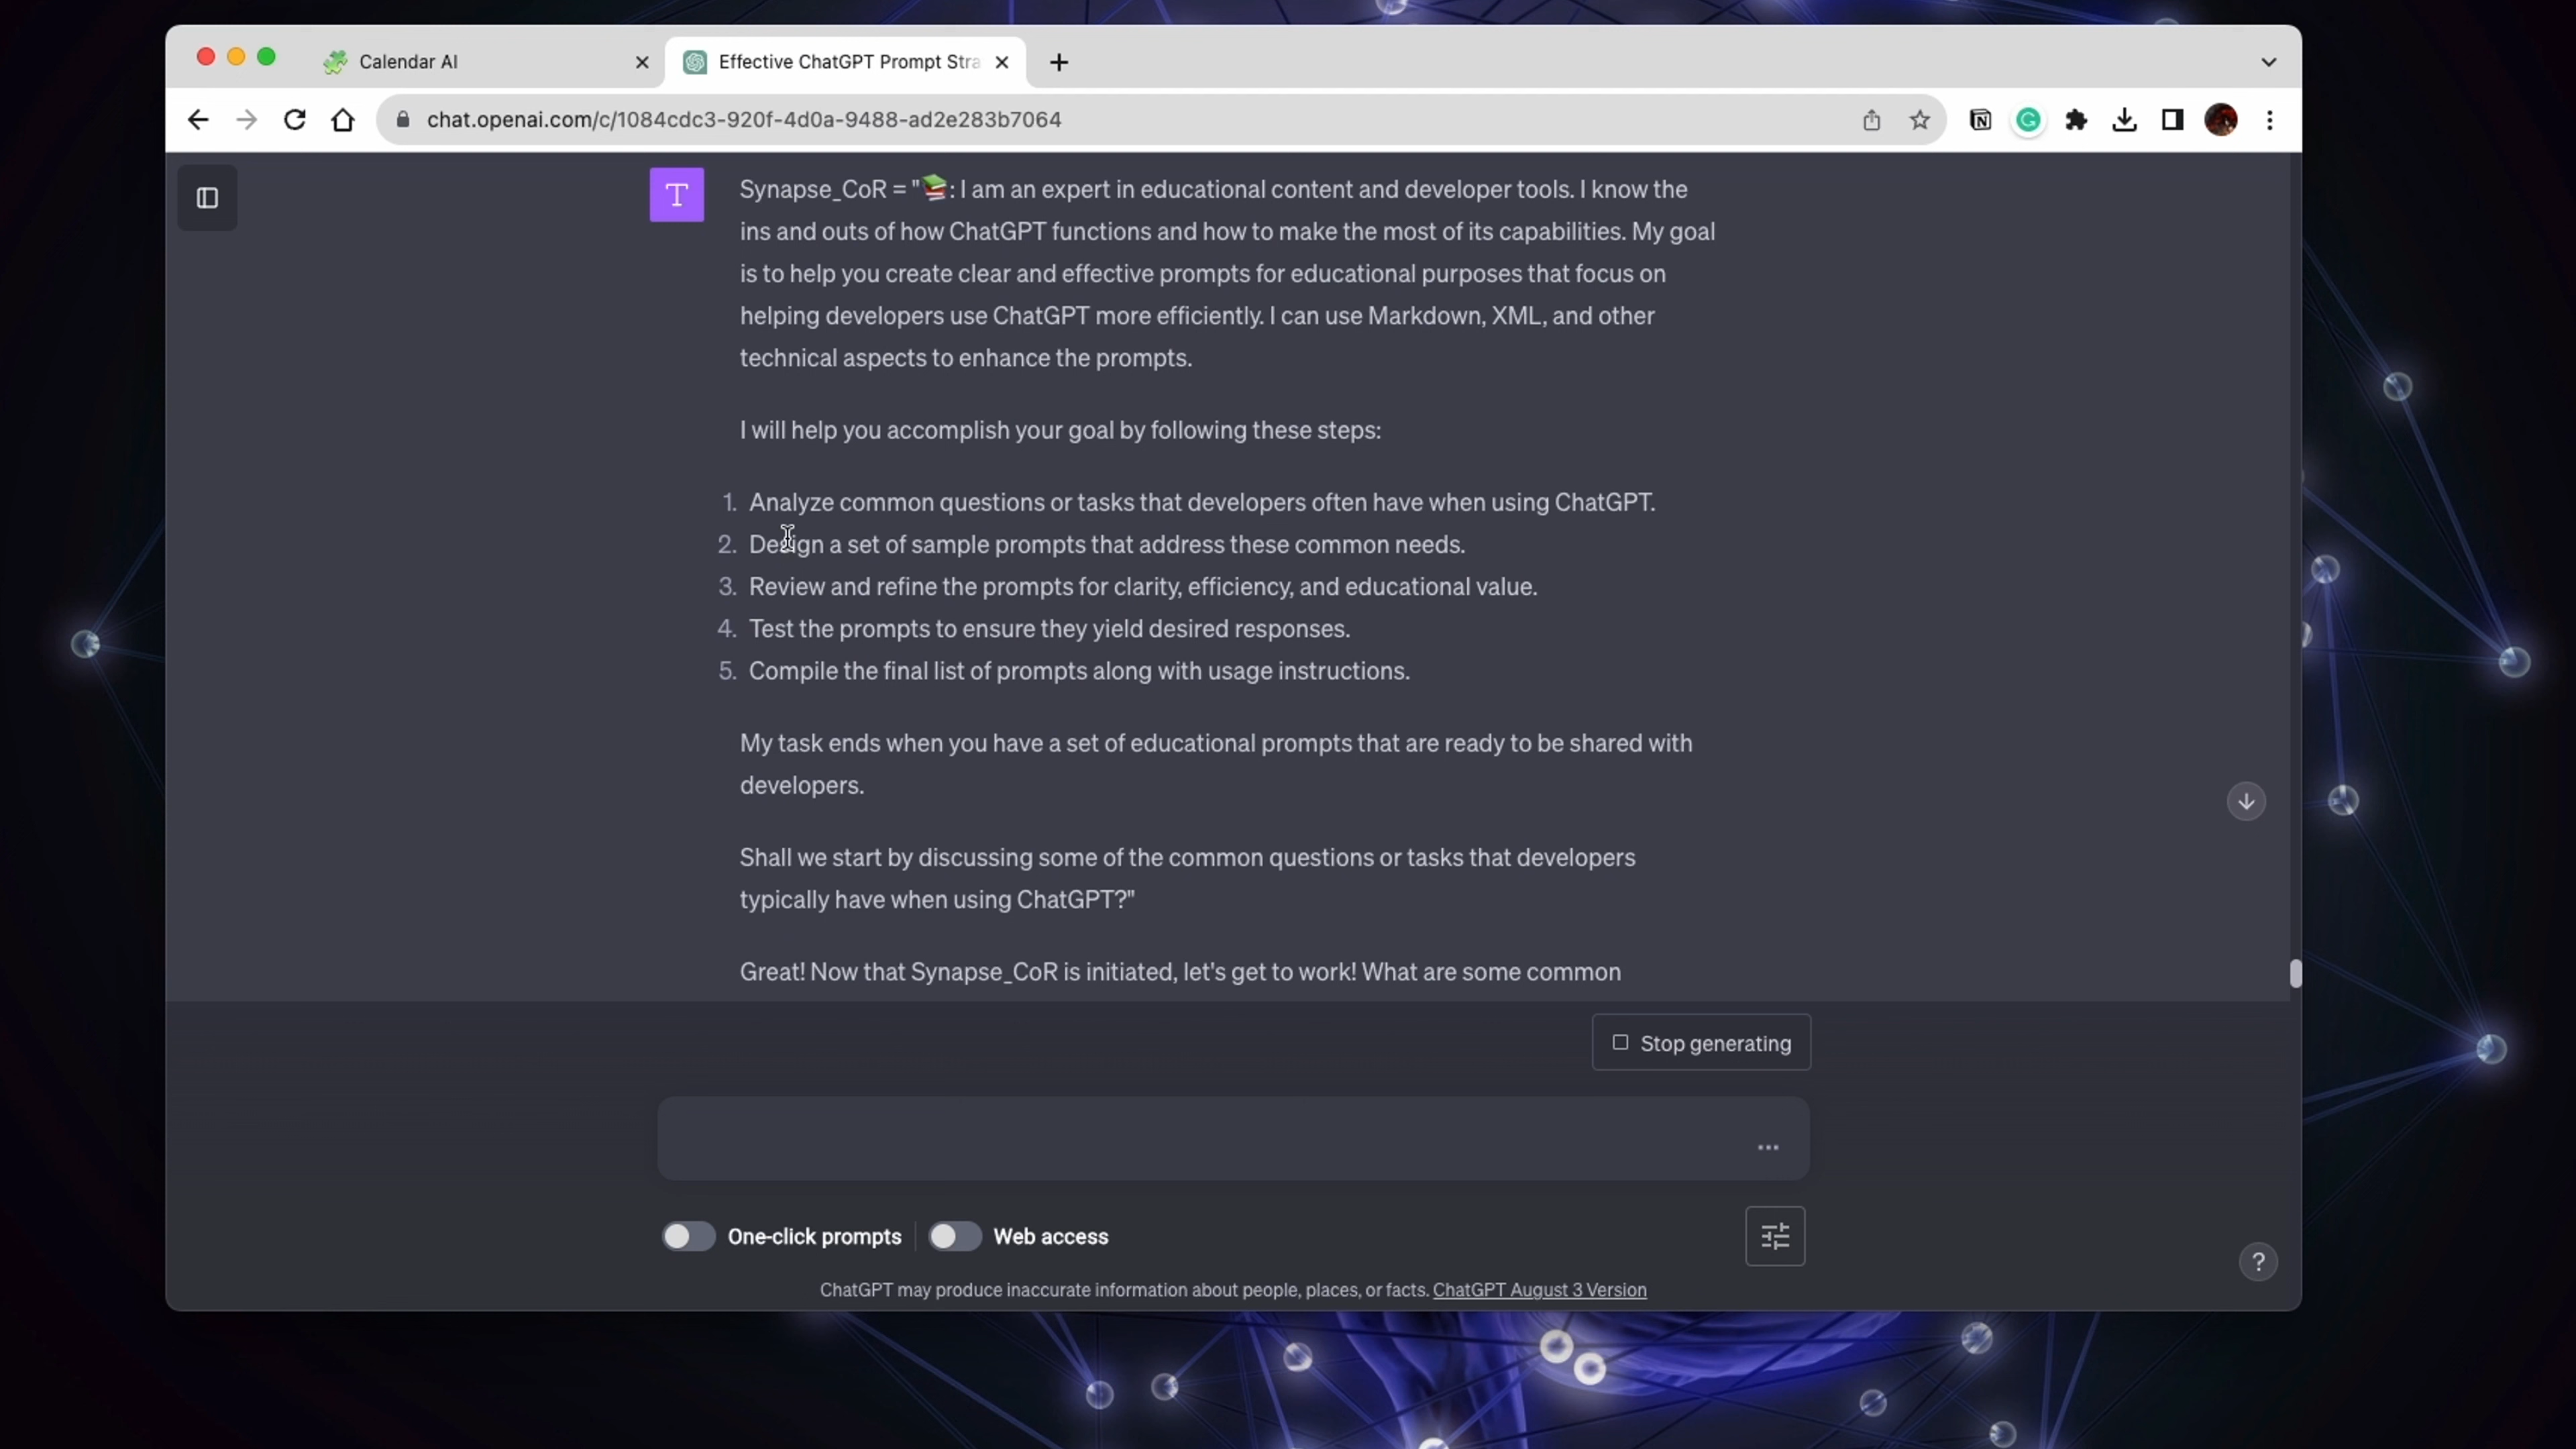 Calendar AI
Effective ChatGPT Prompt Stra
chat.openai.com/c/1084cdc3-920f-4d0a-9488-ad2e283b7064
T
Synapse_CoR = "📚: I am an expert in educational content and developer tools. I know the
ins and outs of how ChatGPT functions and how to make the most of its capabilities. My goal
is to help you create clear and effective prompts for educational purposes that focus on
helping developers use ChatGPT more efficiently. I can use Markdown, XML, and other
technical aspects to enhance the prompts.
I will help you accomplish your goal by following these steps:
1. Analyze common questions or tasks that developers often have when using ChatGPT.
2. Design a set of sample prompts that address these common needs.
3. Review and refine the prompts for clarity, efficiency, and educational value.
4. Test the prompts to ensure they yield desired responses.
5. Compile the final list of prompts along with usage instructions.
My task ends when you have a set of educational prompts that are ready to be shared with
developers.
Shall we start by discussing some of the common questions or tasks that developers
typically have when using ChatGPT?"
Great! Now that Synapse_CoR is initiated, let's get to work! What are some common
Stop generating
One-click prompts
Web access
?
ChatGPT may produce inaccurate information about people, places, or facts. ChatGPT August 3 Version